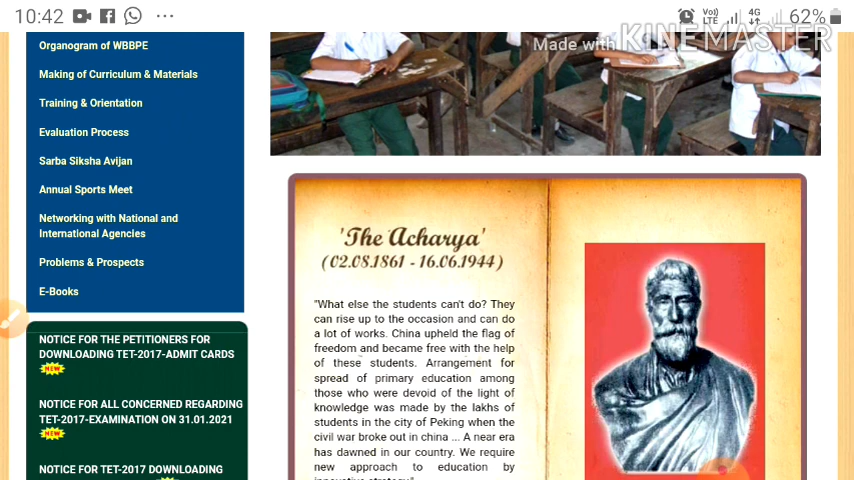 10:42
Vo))
LTE
4G
62%
Made with KINEMASTER
Organogram of WBBPE
Making of Curriculum & Materials
Training & Orientation
Evaluation Process
Sarba Siksha Avijan
Annual Sports Meet
Networking with National and
International Agencies
Problems & Prospects
E-Books
NOTICE FOR THE PETITIONERS FOR
DOWNLOADING TET-2017-ADMIT CARDS
NEW
NOTICE FOR ALL CONCERNED REGARDING
TET-2017-EXAMINATION ON 31.01.2021
NEW
NOTICE FOR TET-2017 DOWNLOADING
'The Acharya'
(02.08.1861 - 16.06.1944)
"What else the students can't do? They
can rise up to the occasion and can do
a lot of works. China upheld the flag of
freedom and became free with the help
of these students. Arrangement for
spread of primary education among
those who were devoid of the light of
knowledge was made by the lakhs of
students in the city of Peking when the
civil war broke out in china ... A near era
has dawned in our country. We require
new approach to education by
innovative strategy"